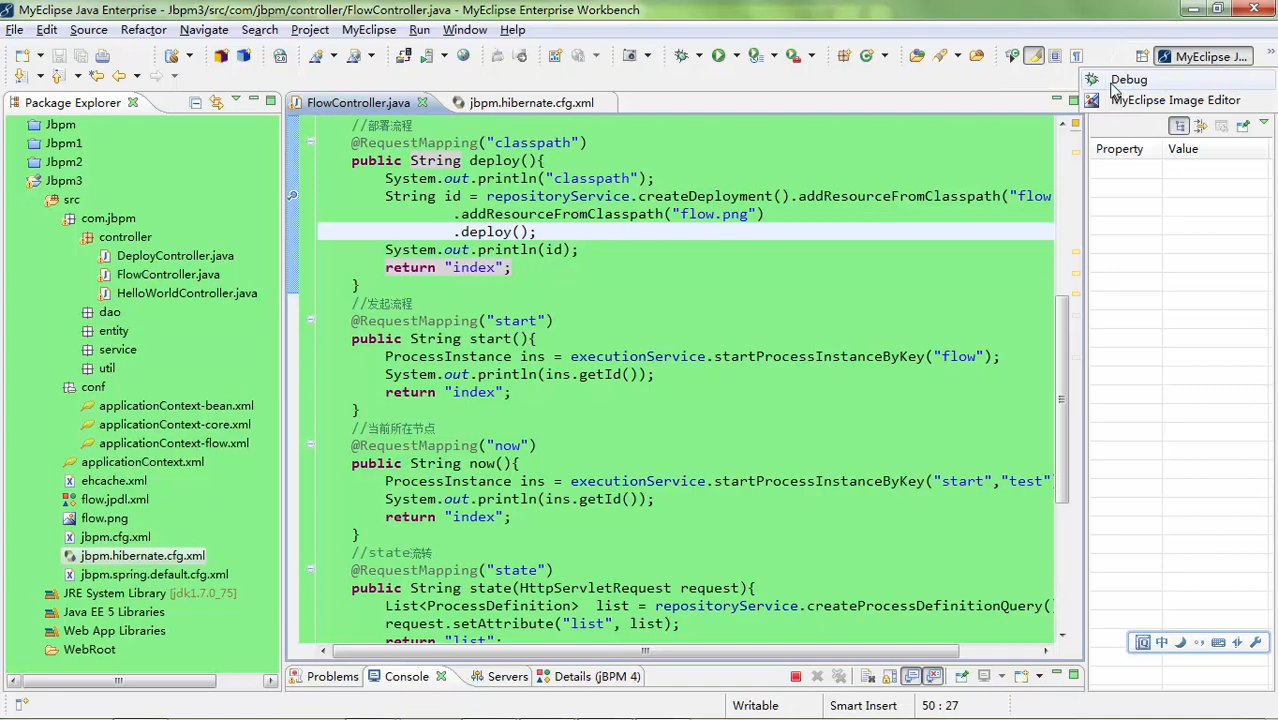 MyEclipse Java Enterprise - Jbpm3/src/com/jbpm/controller/FlowController.java - MyEclipse Enterprise Workbench
File Edit Source Refactor Navigate Search Project MyEclipse Run Window Help
MyEclipse J...
Debug
MyEclipse Image Editor
Package Explorer
Jbpm
Jbpm1
Jbpm2
Jbpm3
src
com.jbpm
controller
DeployController.java
FlowController.java
HelloWorldController.java
dao
entity
service
util
conf
applicationContext-bean.xml
applicationContext-core.xml
applicationContext-flow.xml
applicationContext.xml
ehcache.xml
flow.jpdl.xml
flow.png
jbpm.cfg.xml
jbpm.hibernate.cfg.xml
jbpm.spring.default.cfg.xml
JRE System Library [jdk1.7.0_75]
Java EE 5 Libraries
Web App Libraries
WebRoot
FlowController.java jbpm.hibernate.cfg.xml
//部署流程
@RequestMapping("classpath")
public String deploy(){
System.out.println("classpath");
String id = repositoryService.createDeployment().addResourceFromClasspath("flow
.addResourceFromClasspath("flow.png")
.deploy();
System.out.println(id);
return "index";
}
//发起流程
@RequestMapping("start")
public String start(){
ProcessInstance ins = executionService.startProcessInstanceByKey("flow");
System.out.println(ins.getId());
return "index";
}
//当前所在节点
@RequestMapping("now")
public String now(){
ProcessInstance ins = executionService.startProcessInstanceByKey("start","test"
System.out.println(ins.getId());
return "index";
}
//state流转
@RequestMapping("state")
public String state(HttpServletRequest request){
List<ProcessDefinition> list = repositoryService.createProcessDefinitionQuery()
request.setAttribute("list", list);
return "list";
Property Value
中
Problems Console Servers Details (jBPM 4)
Writable Smart Insert 50 : 27